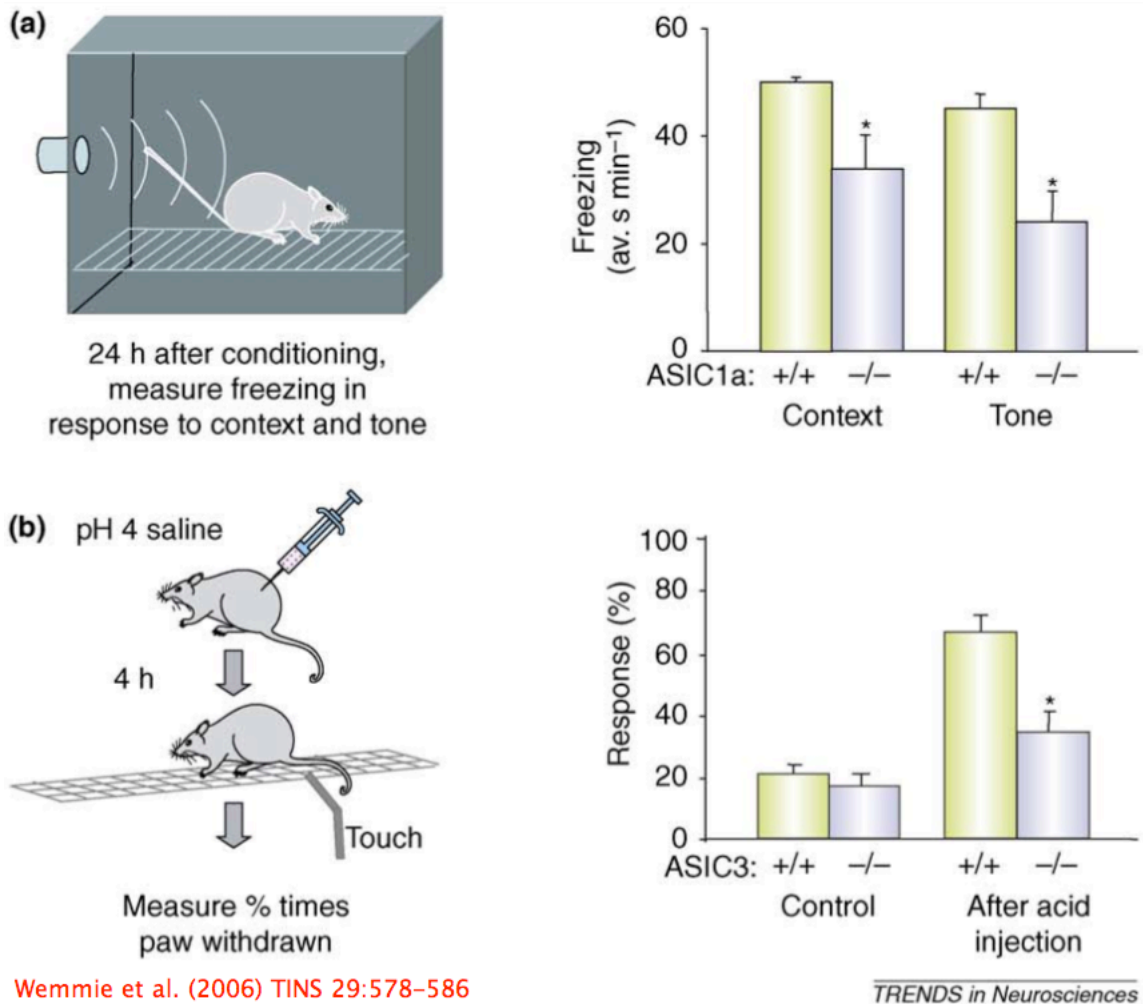 (a)
24 h after conditioning,
measure freezing in
response to context and tone
Freezing
(av. s min⁻¹)
60
40
20
0
*
*
ASIC1a: +/+ –/– +/+ –/–
Context Tone
(b) pH 4 saline
4 h
Touch
Measure % times
paw withdrawn
Response (%)
100
80
60
40
20
0
*
ASIC3: +/+ –/– +/+ –/–
Control After acid
injection
Wemmie et al. (2006) TINS 29:578–586
TRENDS in Neurosciences